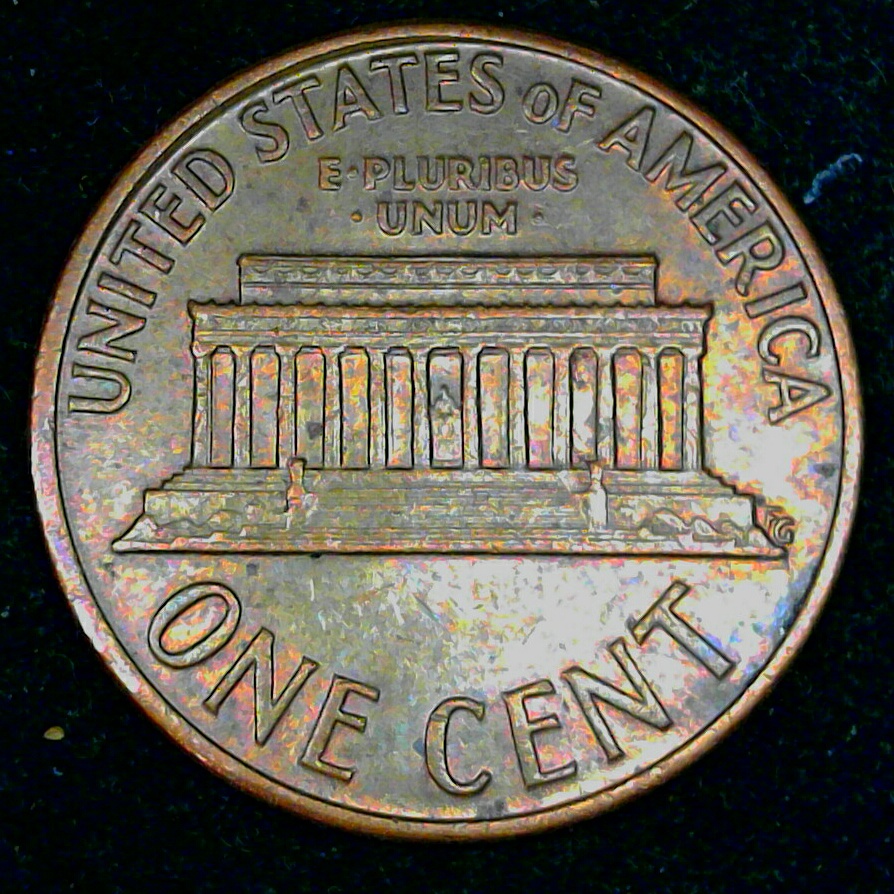 UNITED STATES OF AMERICA
E·PLURIBUS
·UNUM·
FG
ONE CENT